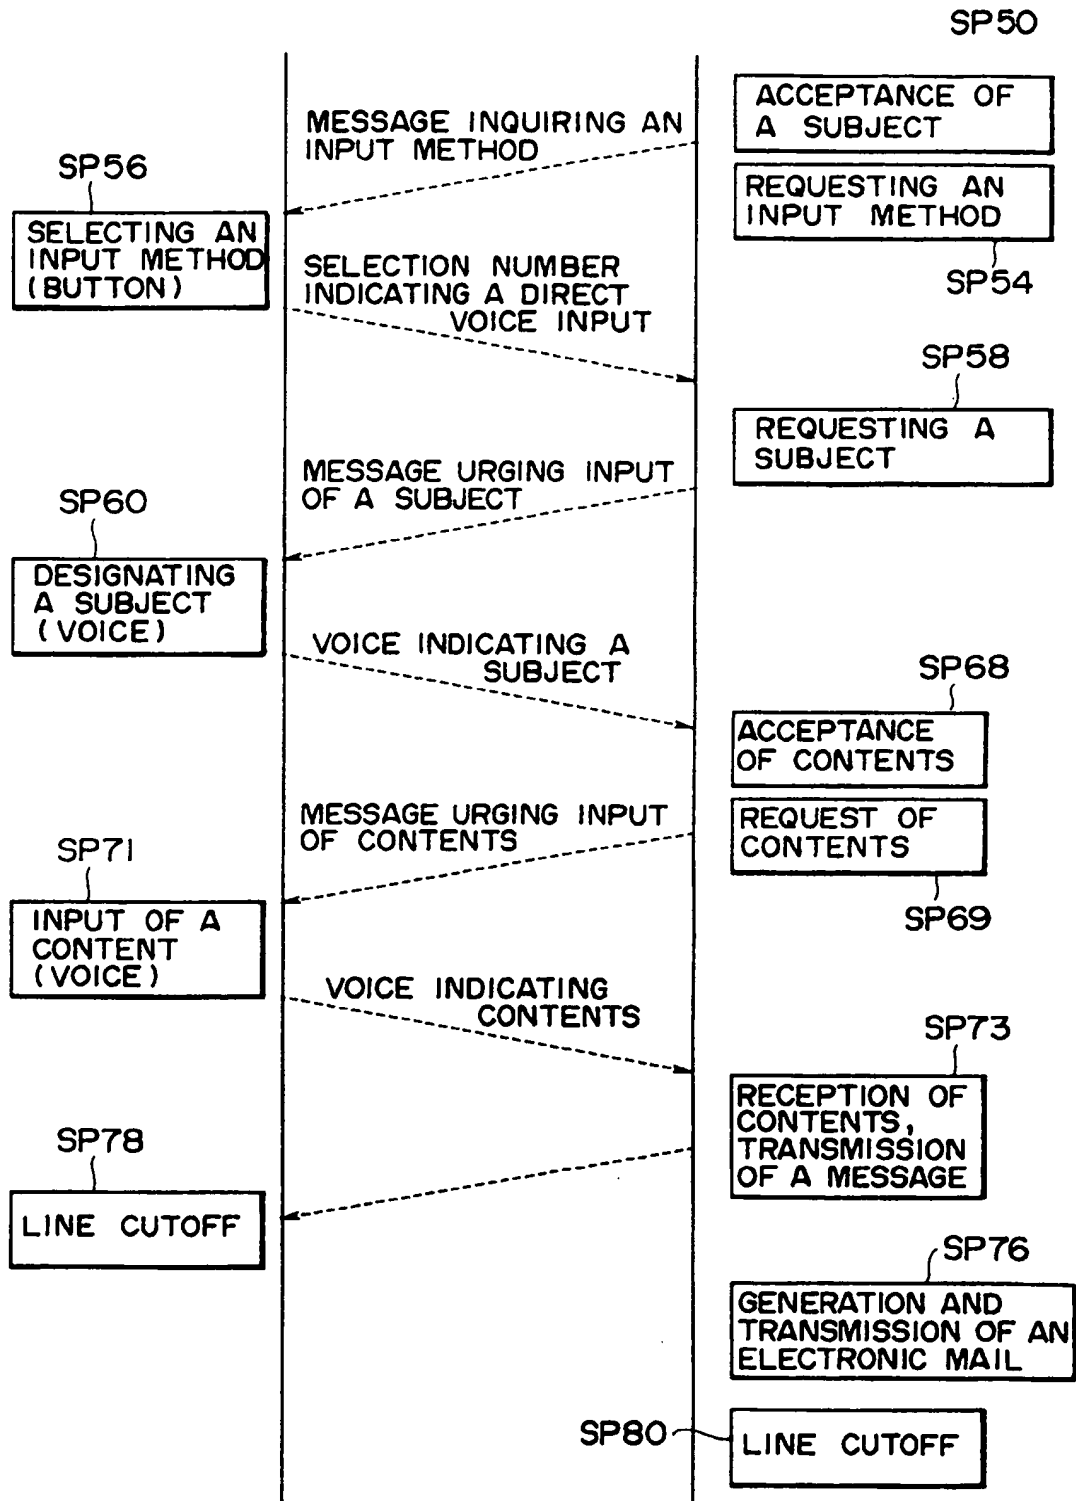 SP50
ACCEPTANCE OF
A SUBJECT
MESSAGE INQUIRING AN
INPUT METHOD
SP56
REQUESTING AN
INPUT METHOD
SELECTING AN
INPUT METHOD
(BUTTON)
SELECTION NUMBER
INDICATING A DIRECT
VOICE INPUT
SP54
SP58
REQUESTING A
SUBJECT
MESSAGE URGING INPUT
OF A SUBJECT
SP60
DESIGNATING
A SUBJECT
(VOICE)
VOICE INDICATING A
SUBJECT
SP68
ACCEPTANCE
OF CONTENTS
MESSAGE URGING INPUT
OF CONTENTS
REQUEST OF
CONTENTS
SP71
SP69
INPUT OF A
CONTENT
(VOICE)
VOICE INDICATING
CONTENTS
SP73
RECEPTION OF
CONTENTS,
TRANSMISSION
OF A MESSAGE
SP78
LINE CUTOFF
SP76
GENERATION AND
TRANSMISSION OF AN
ELECTRONIC MAIL
SP80
LINE CUTOFF